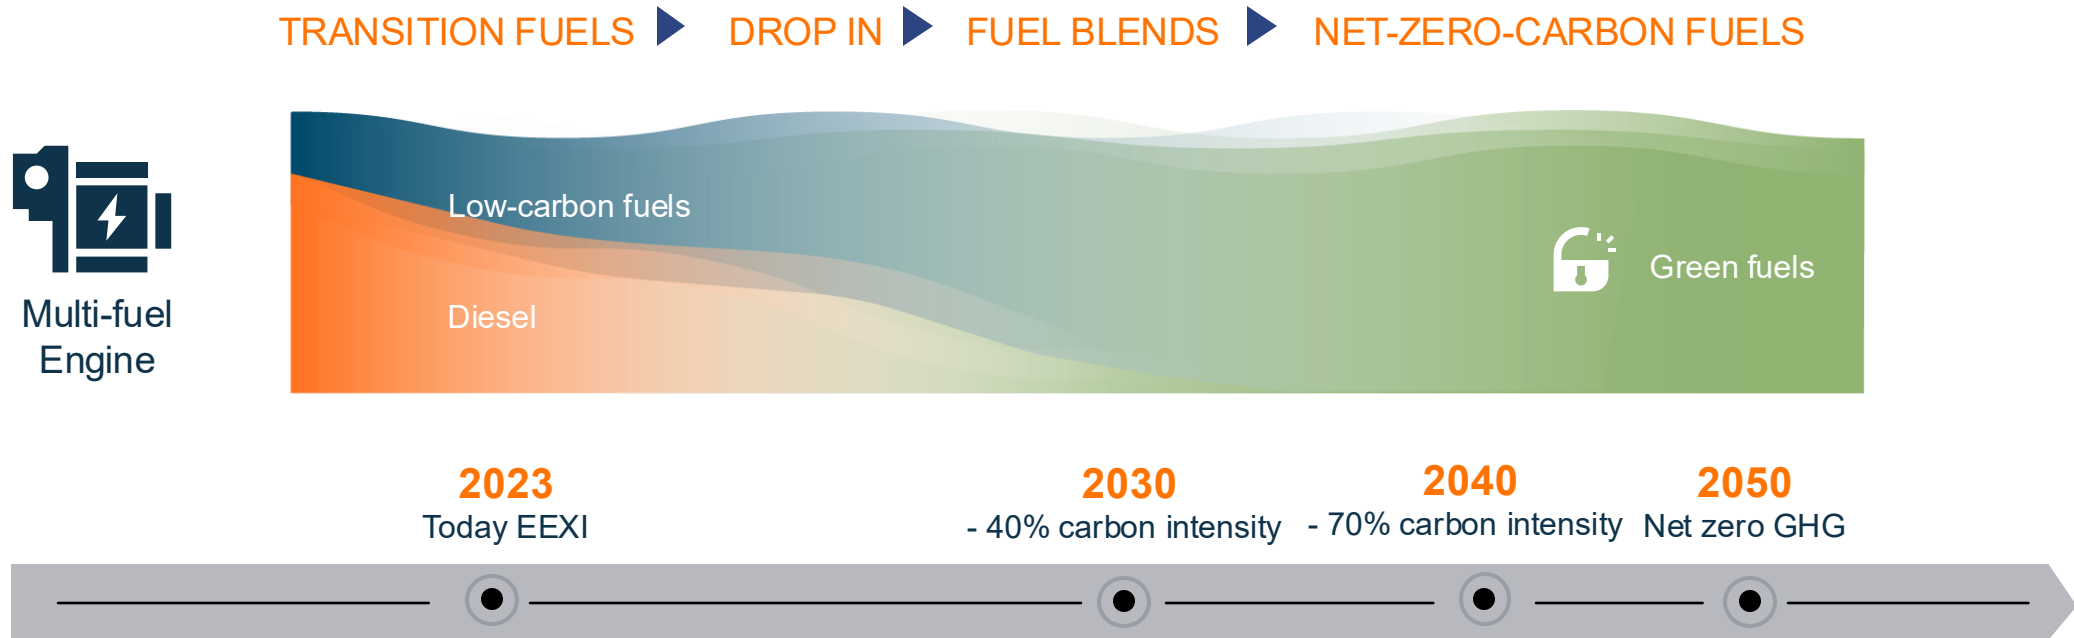 TRANSITION FUELS
DROP IN
FUEL BLENDS
NET-ZERO-CARBON FUELS
Low-carbon fuels
Diesel
Green fuels
Multi-fuel
Engine
2023
Today EEXI
2030
- 40% carbon intensity
2040
- 70% carbon intensity
2050
Net zero GHG